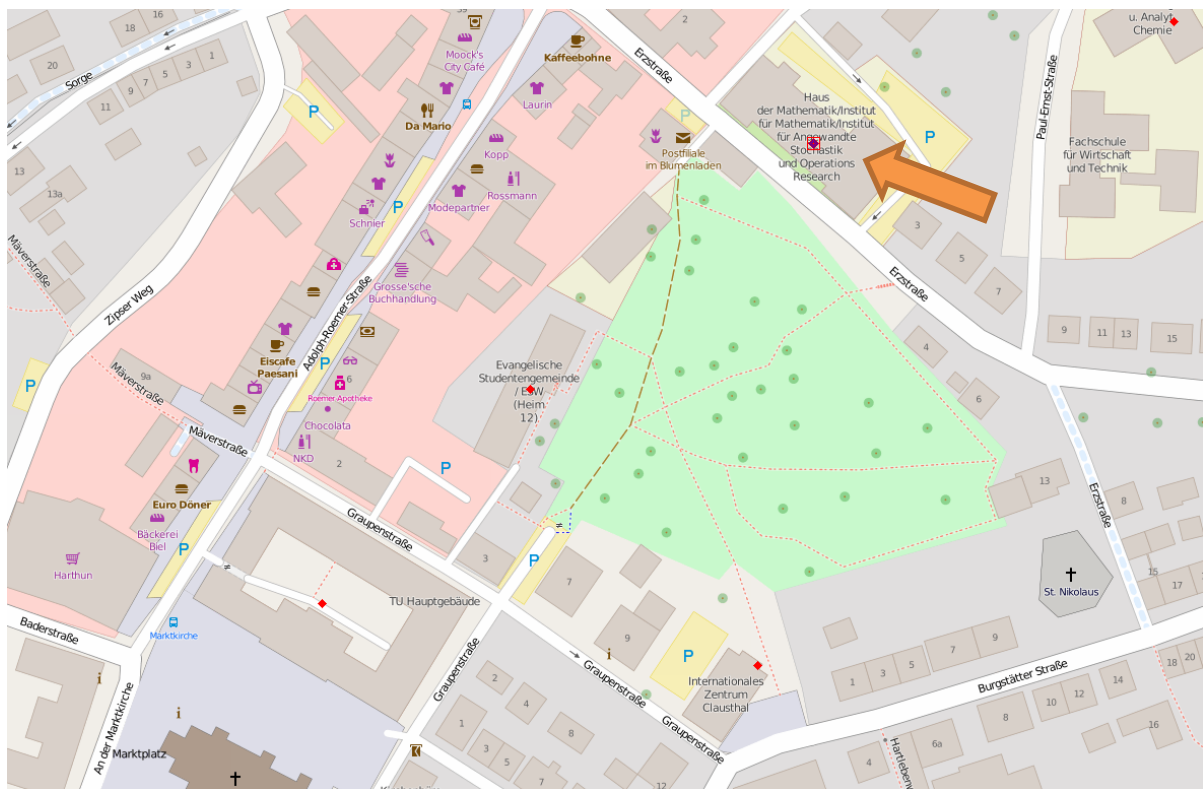 16
18
39
Moock's
City Café
Kaffeebohne
2
Erzstraße
u. Analyt.
Chemie
20
Sorge
7
5
3
1
9
11
Laurin
Da Mario
P
Haus
der Mathematik/Institut
für Mathematik/Institut
für Angewandte
Stochastik
und Operations
Research
P
P
Paul-Ernst-Straße
Kopp
Postfiliale
im Blumenladen
Fachschule
für Wirtschaft
und Technik
13
13a
Rossmann
Modepartner
Schnier
P
3
5
7
Mäverstraße
Zipser Weg
Grosse'sche
Buchhandlung
Adolph-Roemer-Straße
Erzstraße
9
11
13
15
Eiscafe
Paesani
P
P
9a
Mäverstraße
6
Roemer Apotheke
Chocolata
NKD
Evangelische
Studentengemeinde
/ ESW
(Heim
12)
4
6
Mäverstraße
2
P
Euro Döner
Bäckerei
Biel
P
Harthun
Graupenstraße
3
P
7
13
8
Erzstraße
15
17
TU Hauptgebäude
St. Nikolaus
Marktkirche
Baderstraße
Graupenstraße
9
P
Graupenstraße
Internationales
Zentrum
Clausthal
1
3
5
7
9
Burgstätter Straße
18
20
2
4
1
3
5
7
12
Graupenstraße
8
10
12
14
16
6a
An der Marktkirche
Marktplatz